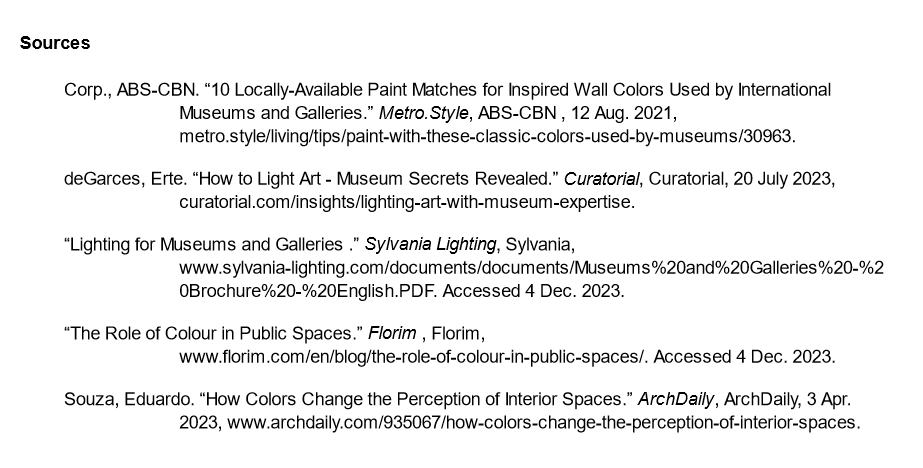 Sources
Corp., ABS-CBN. “10 Locally-Available Paint Matches for Inspired Wall Colors Used by International
Museums and Galleries.” Metro.Style, ABS-CBN , 12 Aug. 2021,
metro.style/living/tips/paint-with-these-classic-colors-used-by-museums/30963.
deGarces, Erte. “How to Light Art - Museum Secrets Revealed.” Curatorial, Curatorial, 20 July 2023,
curatorial.com/insights/lighting-art-with-museum-expertise.
“Lighting for Museums and Galleries .” Sylvania Lighting, Sylvania,
www.sylvania-lighting.com/documents/documents/Museums%20and%20Galleries%20-%2
0Brochure%20-%20English.PDF. Accessed 4 Dec. 2023.
“The Role of Colour in Public Spaces.” Florim , Florim,
www.florim.com/en/blog/the-role-of-colour-in-public-spaces/. Accessed 4 Dec. 2023.
Souza, Eduardo. “How Colors Change the Perception of Interior Spaces.” ArchDaily, ArchDaily, 3 Apr.
2023, www.archdaily.com/935067/how-colors-change-the-perception-of-interior-spaces.